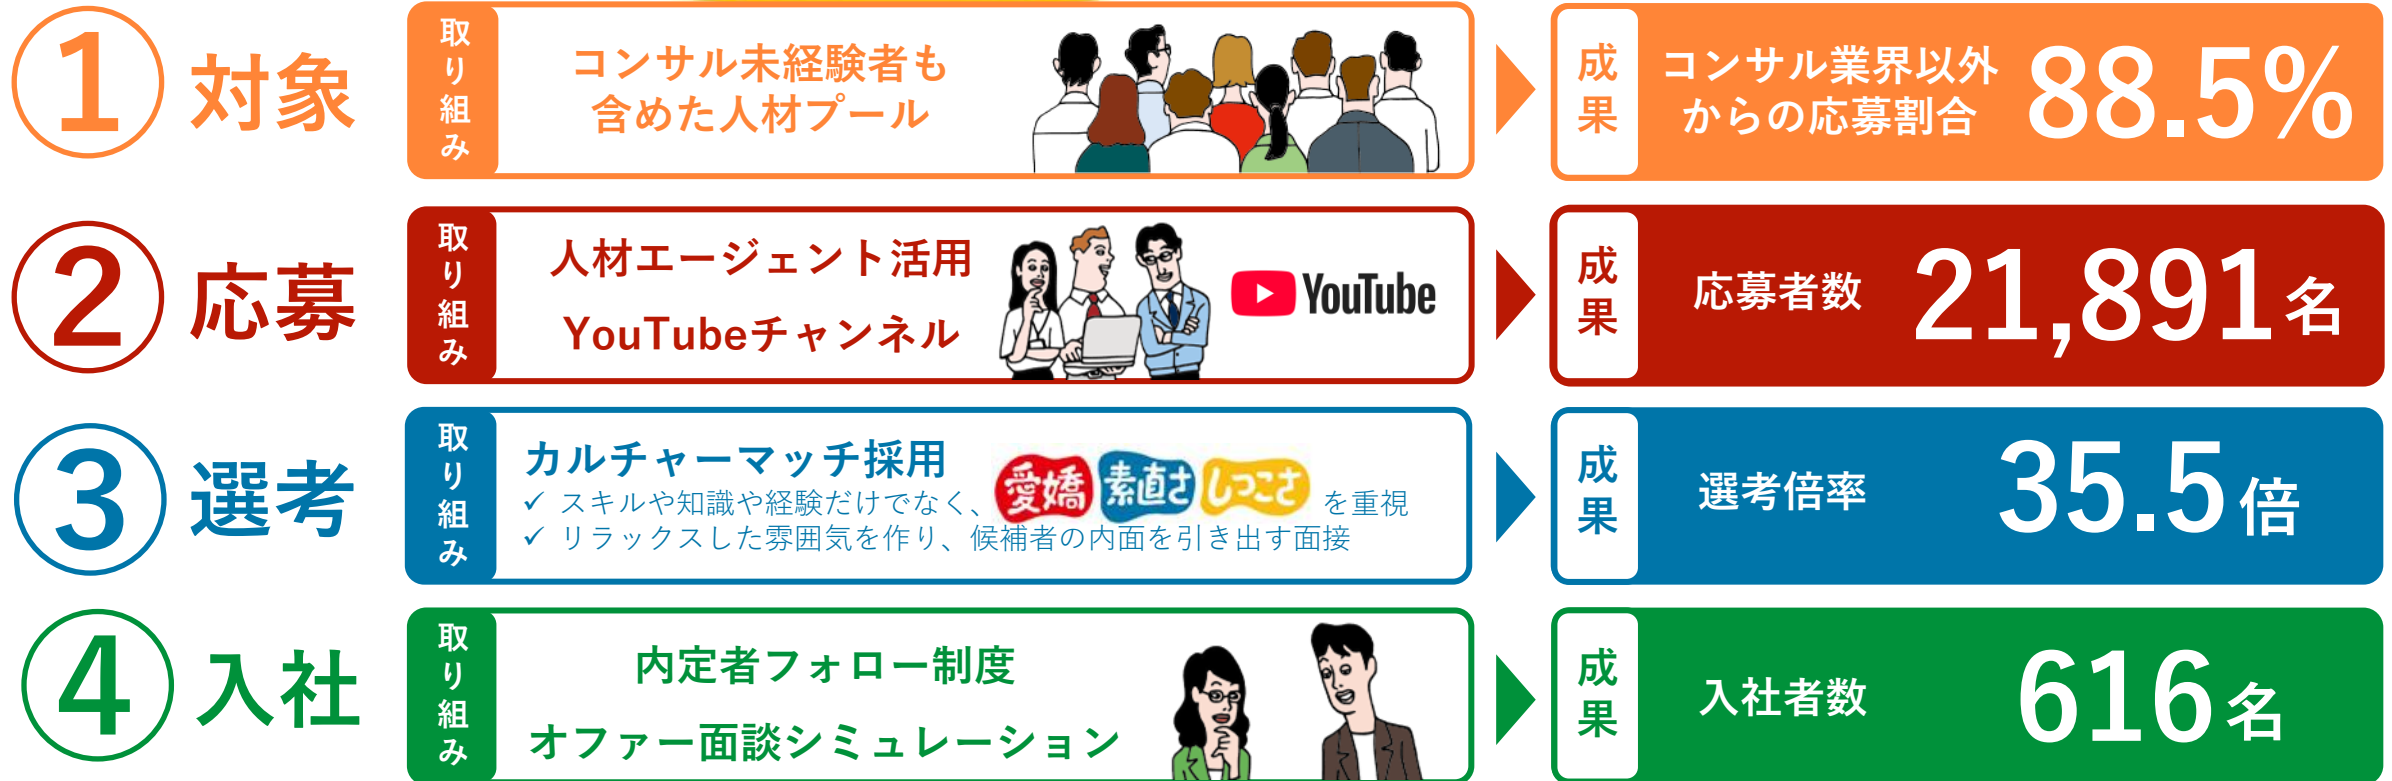 ① 対象
取り組み
コンサル未経験者も
含めた人材プール
成果
コンサル業界以外
からの応募割合
88.5%
② 応募
取り組み
人材エージェント活用
YouTubeチャンネル
YouTube
成果
応募者数
21,891名
③ 選考
取り組み
カルチャーマッチ採用
✓ スキルや知識や経験だけでなく、愛嬌 素直さ しつこさ を重視
✓ リラックスした雰囲気を作り、候補者の内面を引き出す面接
成果
選考倍率
35.5倍
④ 入社
取り組み
内定者フォロー制度
オファー面談シミュレーション
成果
入社者数
616名